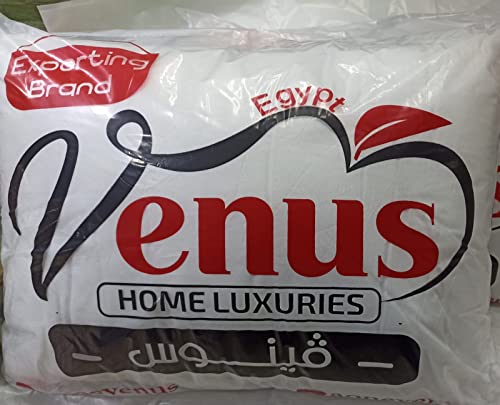 Exporting
Brand
Egypt
Venus
HOME LUXURIES
- ڤينوس -